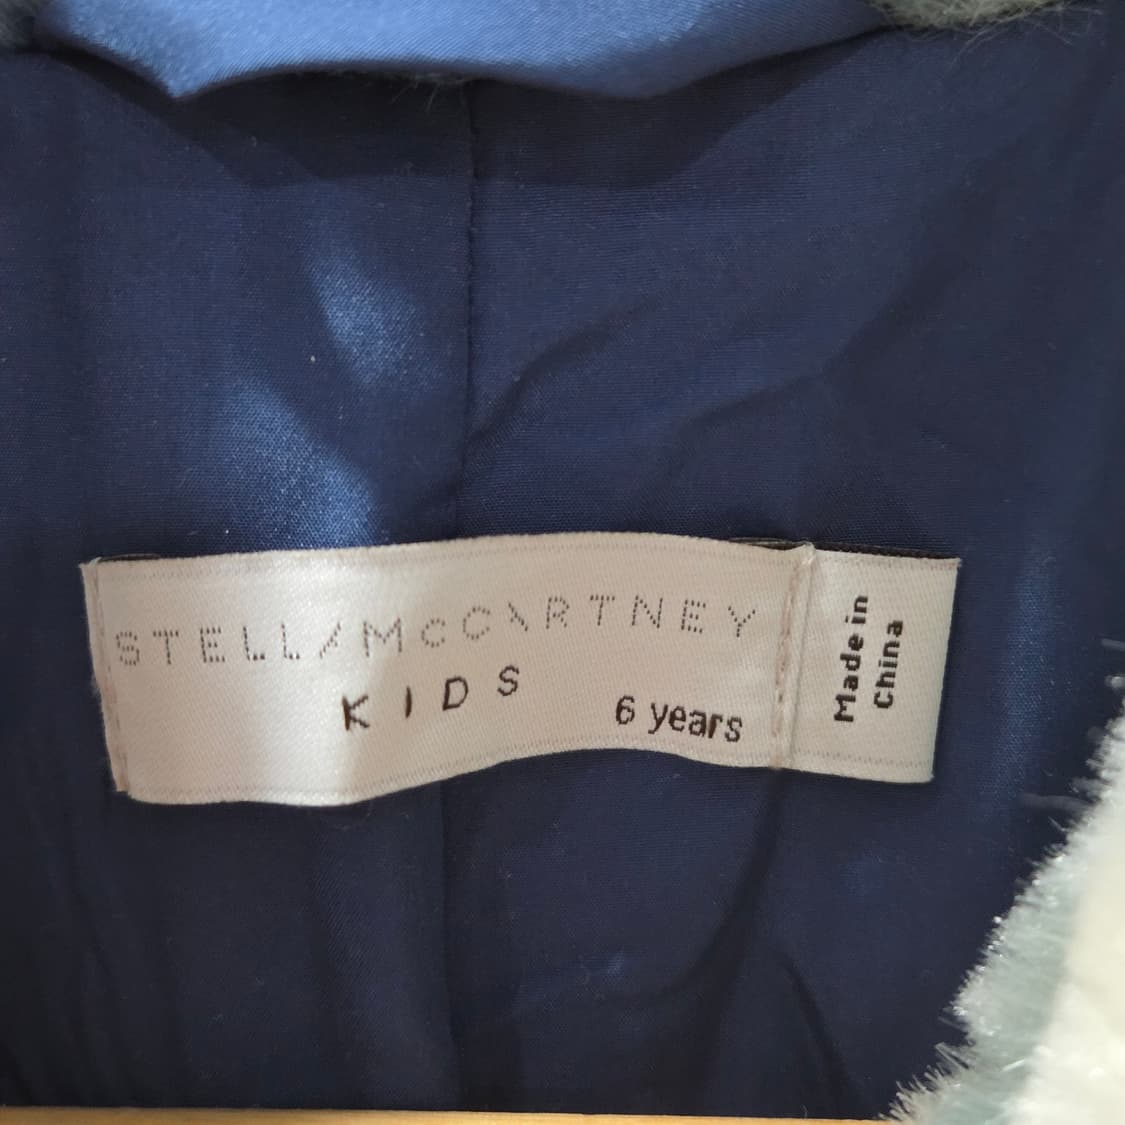 STELLA McCARTNEY
KIDS
6 years
Made in
China